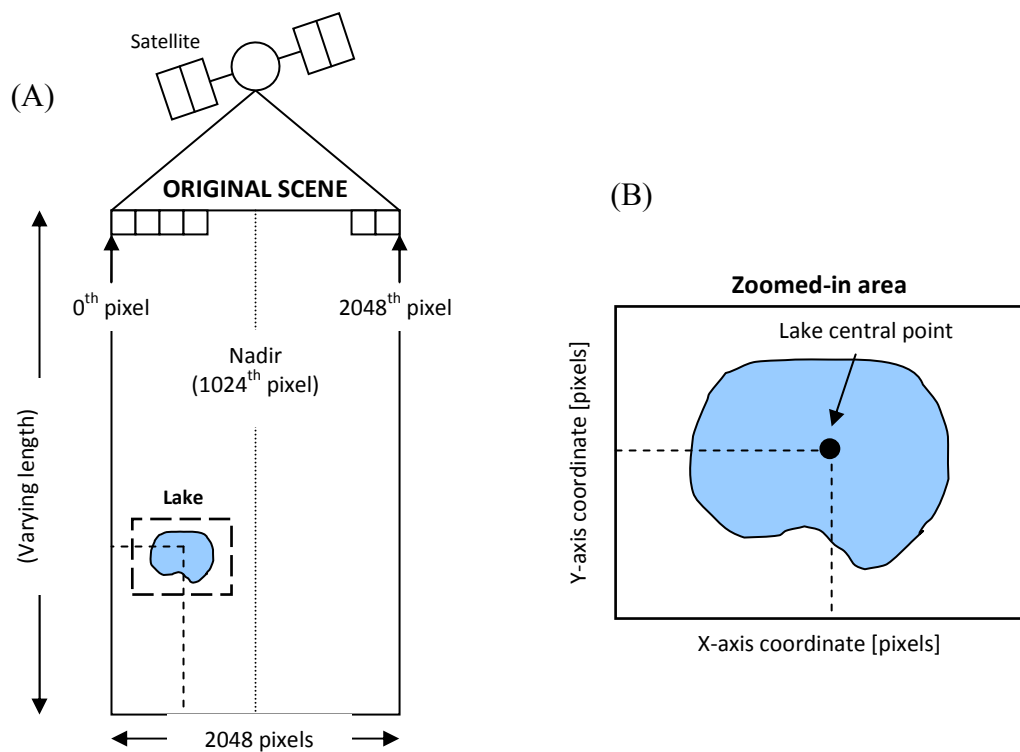 Satellite
(A)
ORIGINAL SCENE
0th pixel
2048th pixel
Nadir
(1024th pixel)
(Varying length)
Lake
2048 pixels
(B)
Zoomed-in area
Lake central point
Y-axis coordinate [pixels]
X-axis coordinate [pixels]